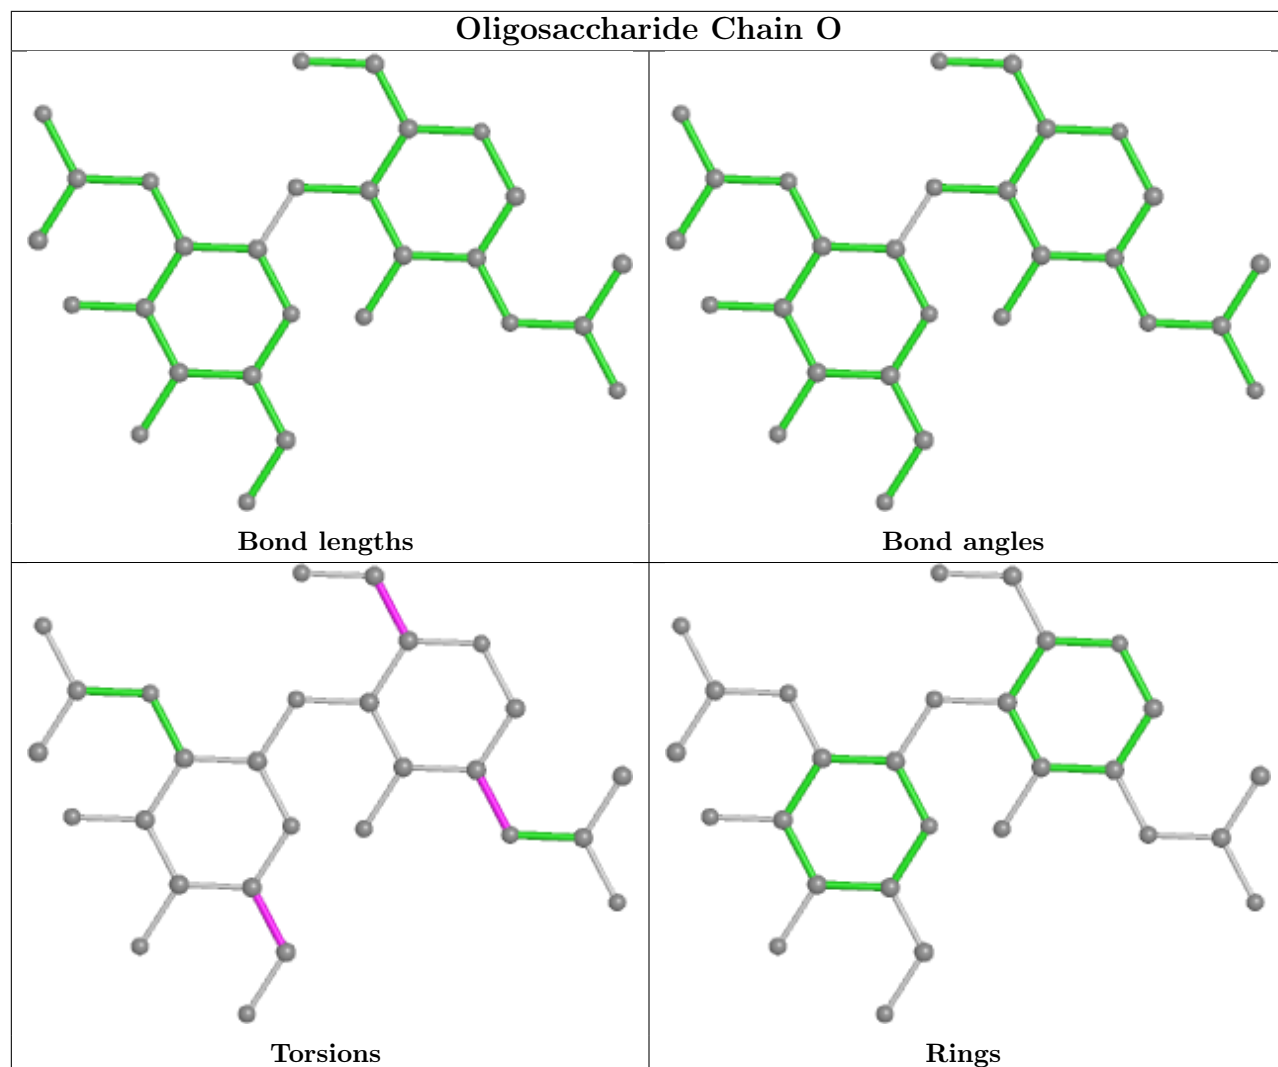 Oligosaccharide Chain O
Bond lengths
Bond angles
Torsions
Rings